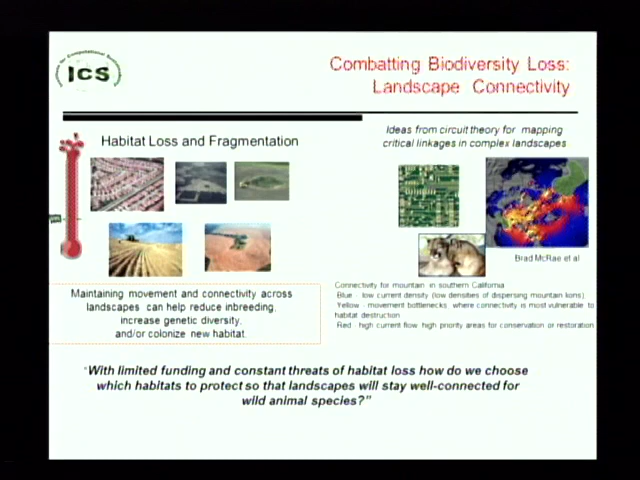 ICS
Combatting Biodiversity Loss:
Landscape Connectivity
Habitat Loss and Fragmentation
Ideas from circuit theory for mapping
critical linkages in complex landscapes
Brad McRae et al
Maintaining movement and connectivity across
landscapes can help reduce inbreeding,
increase genetic diversity,
and/or colonize new habitat.
Connectivity for mountain in southern California
Blue - low current density (low densities of dispersing mountain lions)
Yellow - movement bottlenecks where connectivity is most vulnerable to
habitat destruction
Red - high current flow high priority areas for conservation or restoration
"With limited funding and constant threats of habitat loss how do we choose
which habitats to protect so that landscapes will stay well-connected for
wild animal species?"